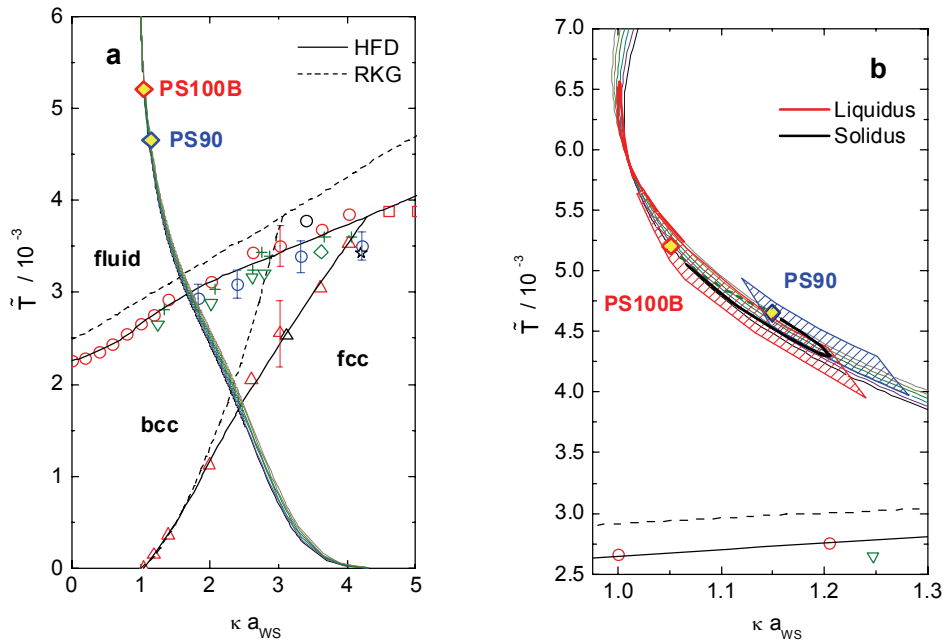 a
HFD
RKG
PS100B
PS90
fluid
bcc
fcc
6
5
4
3
2
1
0
T̃ / 10⁻³
0 1 2 3 4 5
κ a_WS
b
Liquidus
Solidus
PS90
PS100B
7.0
6.5
6.0
5.5
5.0
4.5
4.0
3.5
3.0
2.5
T̃ / 10⁻³
1.0 1.1 1.2 1.3
κ a_WS